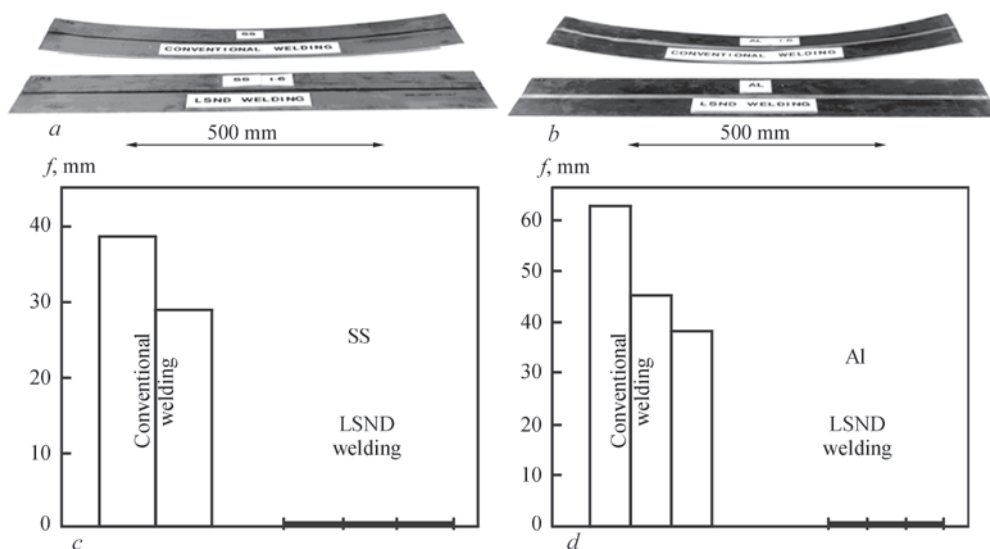 SS
CONVENTIONAL WELDING
SS 1·6
LSND WELDING
a
500 mm
AL 1·6
CONVENTIONAL WELDING
AL
LSND WELDING
b
500 mm
f, mm
40
30
20
10
0
Conventional
welding
SS
LSND
welding
c
f, mm
60
50
40
30
20
10
0
Conventional
welding
Al
LSND
welding
d